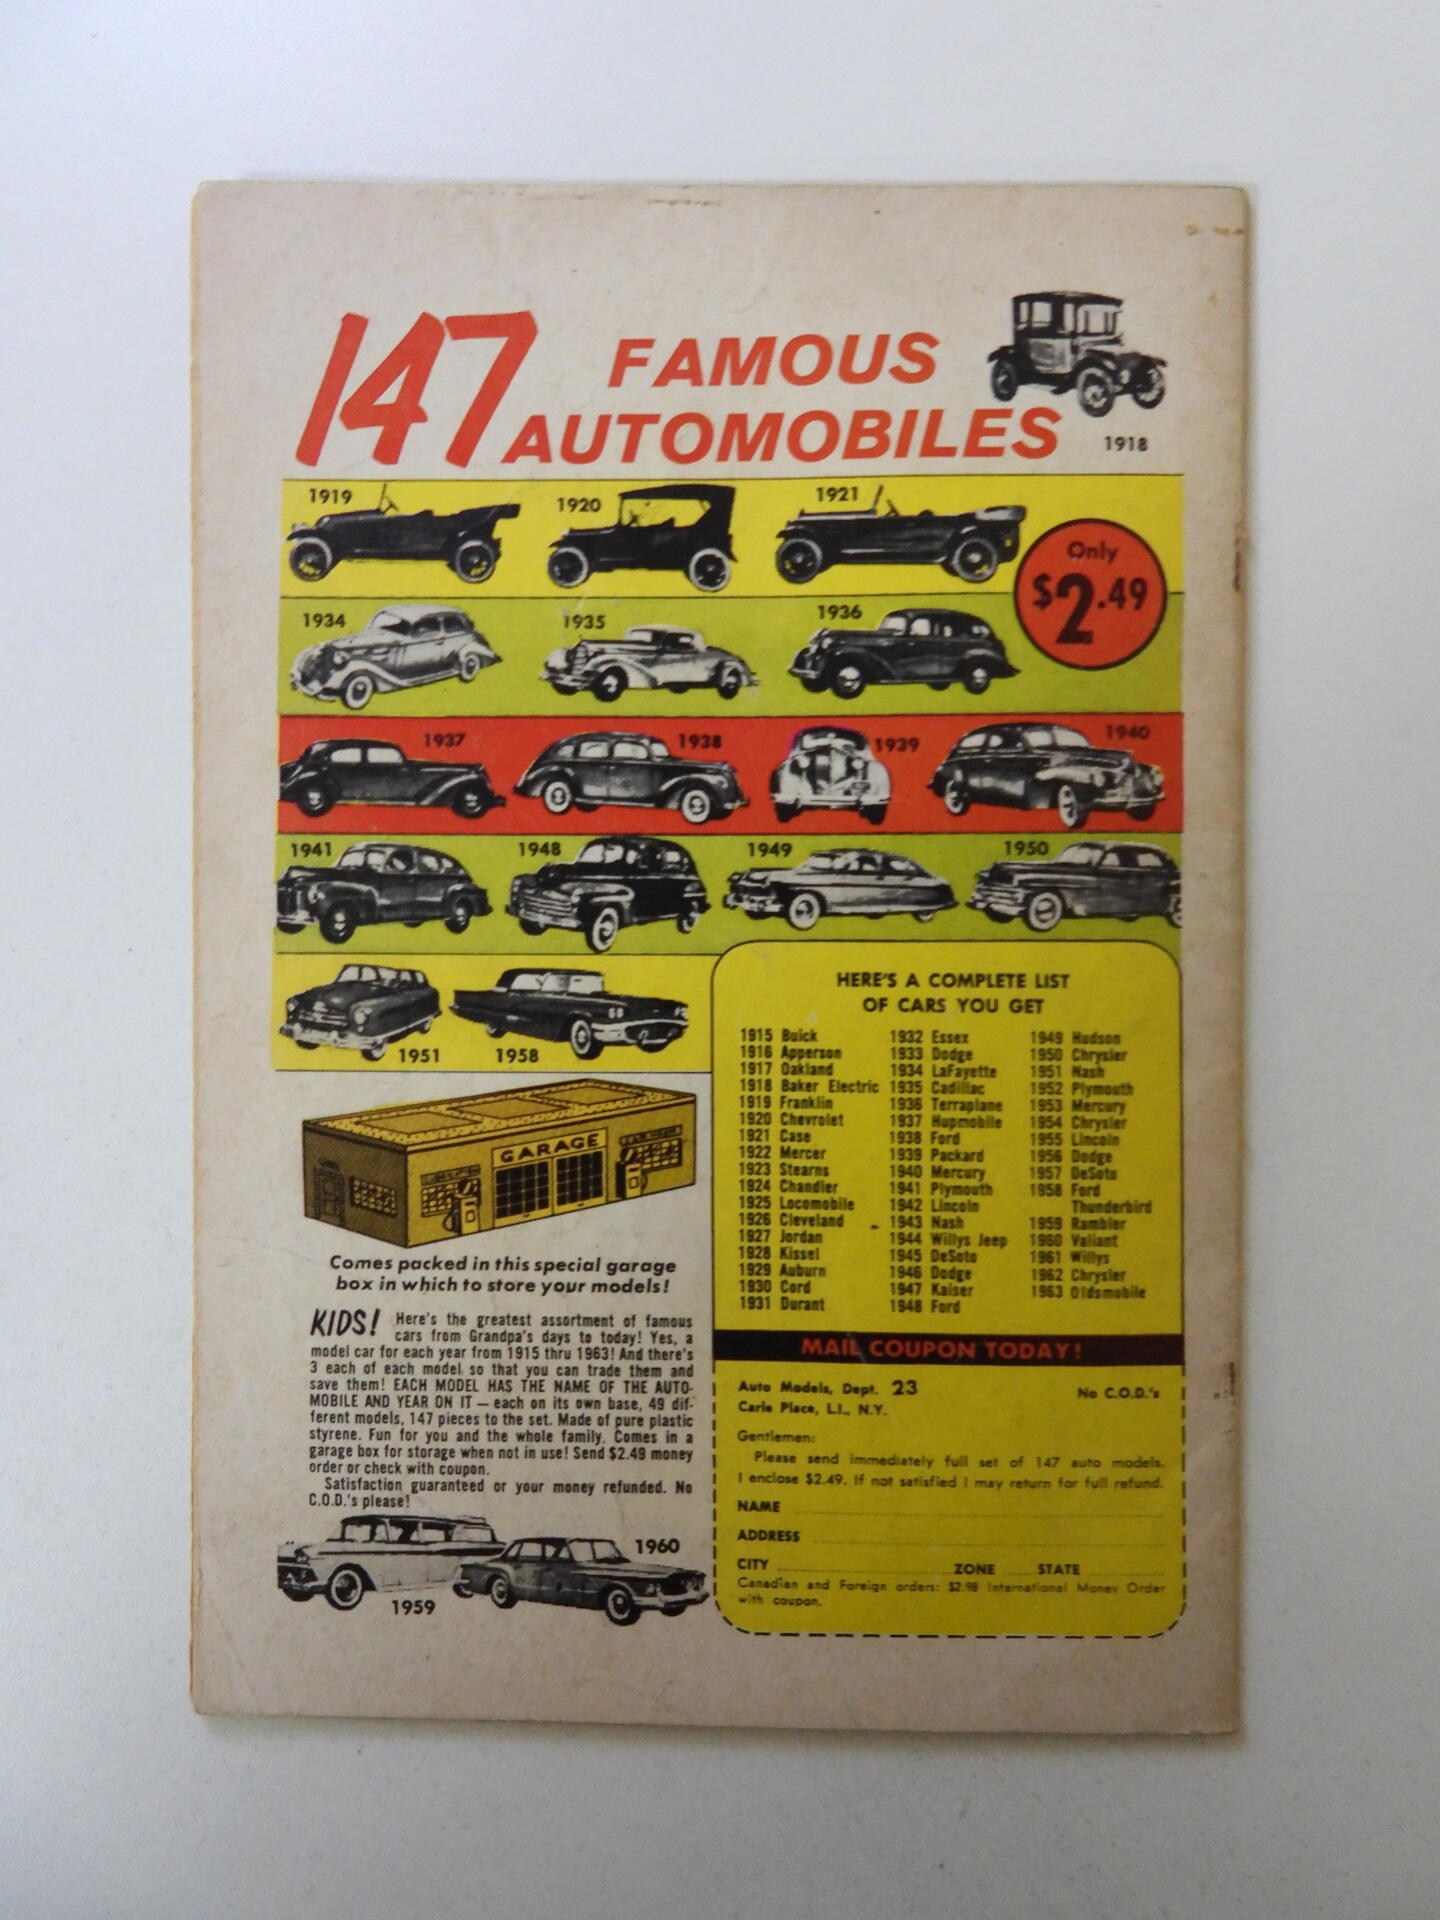 147 FAMOUS
AUTOMOBILES
1918
1919
1920
1921
Only
$2.49
1934
1935
1936
1937
1938
1939
1940
1941
1948
1949
1950
1951
1958
GARAGE
Comes packed in this special garage
box in which to store your models!
KIDS! Here's the greatest assortment of famous
cars from Grandpa's days to today! Yes, a
model car for each year from 1915 thru 1963! And there's
3 each of each model so that you can trade them and
save them! EACH MODEL HAS THE NAME OF THE AUTO-
MOBILE AND YEAR ON IT — each on its own base, 49 dif-
ferent models, 147 pieces to the set. Made of pure plastic
styrene. Fun for you and the whole family. Comes in a
garage box for storage when not in use! Send $2.49 money
order or check with coupon.
Satisfaction guaranteed or your money refunded. No
C.O.D.'s please!
1959
1960
HERE'S A COMPLETE LIST
OF CARS YOU GET
1915 Buick
1916 Apperson
1917 Oakland
1918 Baker Electric
1919 Franklin
1920 Chevrolet
1921 Case
1922 Mercer
1923 Stearns
1924 Chandler
1925 Locomobile
1926 Cleveland
1927 Jordan
1928 Kissel
1929 Auburn
1930 Cord
1931 Durant
1932 Essex
1933 Dodge
1934 LaFayette
1935 Cadillac
1936 Terraplane
1937 Hupmobile
1938 Ford
1939 Packard
1940 Mercury
1941 Plymouth
1942 Lincoln
1943 Nash
1944 Willys Jeep
1945 DeSoto
1946 Dodge
1947 Kaiser
1948 Ford
1949 Hudson
1950 Chrysler
1951 Nash
1952 Plymouth
1953 Mercury
1954 Chrysler
1955 Lincoln
1956 Dodge
1957 DeSoto
1958 Ford
Thunderbird
1959 Rambler
1960 Valiant
1961 Willys
1962 Chrysler
1963 Oldsmobile
MAIL COUPON TODAY!
Auto Models, Dept. 23 No C.O.D.'s
Carle Place, L.I., N.Y.
Gentlemen:
Please send immediately full set of 147 auto models.
I enclose $2.49. If not satisfied I may return for full refund.
NAME
ADDRESS
CITY ZONE STATE
Canadian and Foreign orders: $2.98 International Money Order
with coupon.